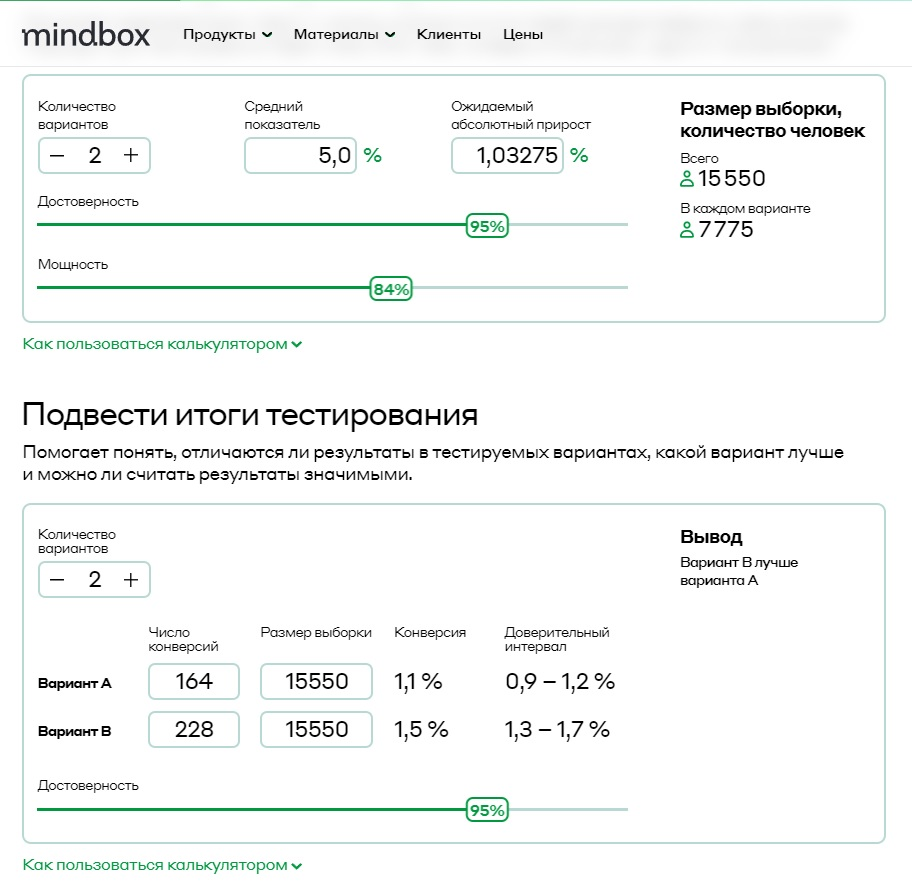 mindbox Продукты Материалы Клиенты Цены
Количество вариантов
− 2 +
Средний показатель
5,0 %
Ожидаемый абсолютный прирост
1,03275 %
Достоверность
95%
Мощность
84%
Размер выборки,
количество человек
Всего
15 550
В каждом варианте
7 775
Как пользоваться калькулятором
Подвести итоги тестирования
Помогает понять, отличаются ли результаты в тестируемых вариантах, какой вариант лучше
и можно ли считать результаты значимыми.
Количество
вариантов
− 2 +
Число конверсий Размер выборки Конверсия Доверительный интервал
Вариант A 164 15550 1,1 % 0,9 – 1,2 %
Вариант B 228 15550 1,5 % 1,3 – 1,7 %
Достоверность
95%
Вывод
Вариант B лучше
варианта A
Как пользоваться калькулятором